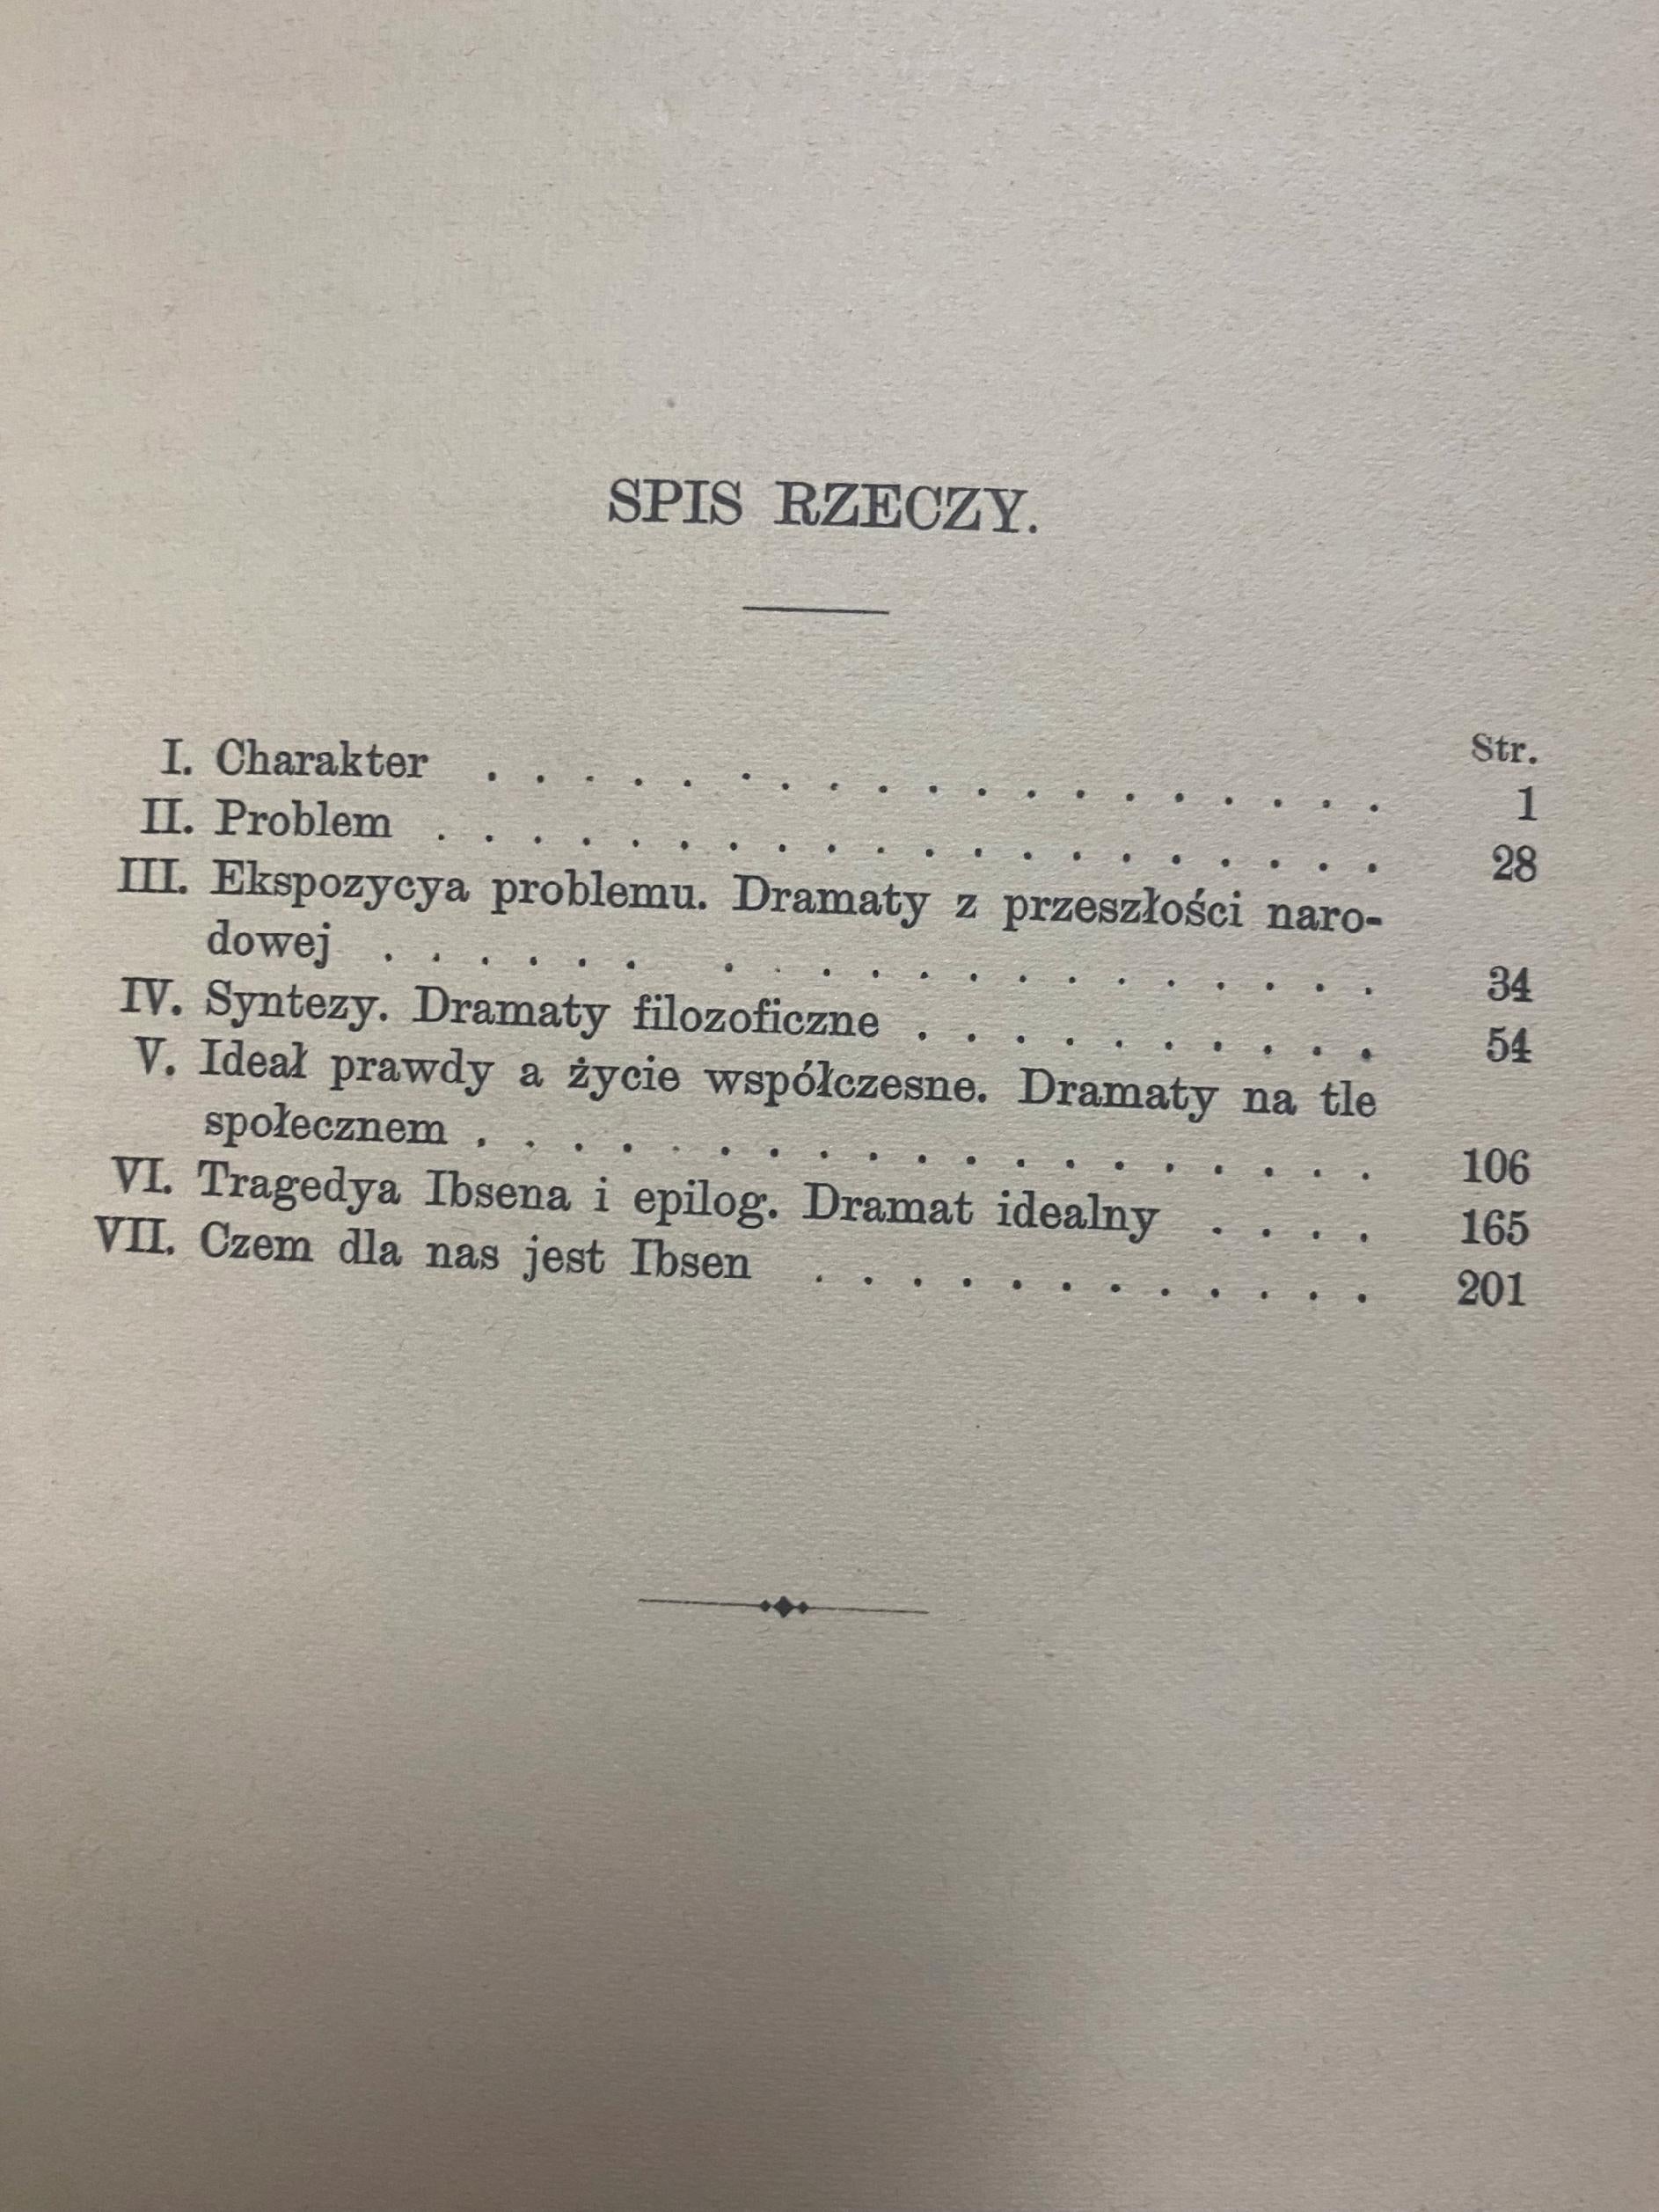 SPIS RZECZY.
Str.
I. Charakter . . . . . . . . . . . . . . . . . . . 1
II. Problem . . . . . . . . . . . . . . . . . . . . 28
III. Ekspozycya problemu. Dramaty z przeszłości naro-
dowej . . . . . . . . . . . . . . . . . . . . 34
IV. Syntezy. Dramaty filozoficzne . . . . . . . . . . 54
V. Ideał prawdy a życie współczesne. Dramaty na tle
społecznem . . . . . . . . . . . . . . . . . . . 106
VI. Tragedya Ibsena i epilog. Dramat idealny . . . . 165
VII. Czem dla nas jest Ibsen . . . . . . . . . . . . 201